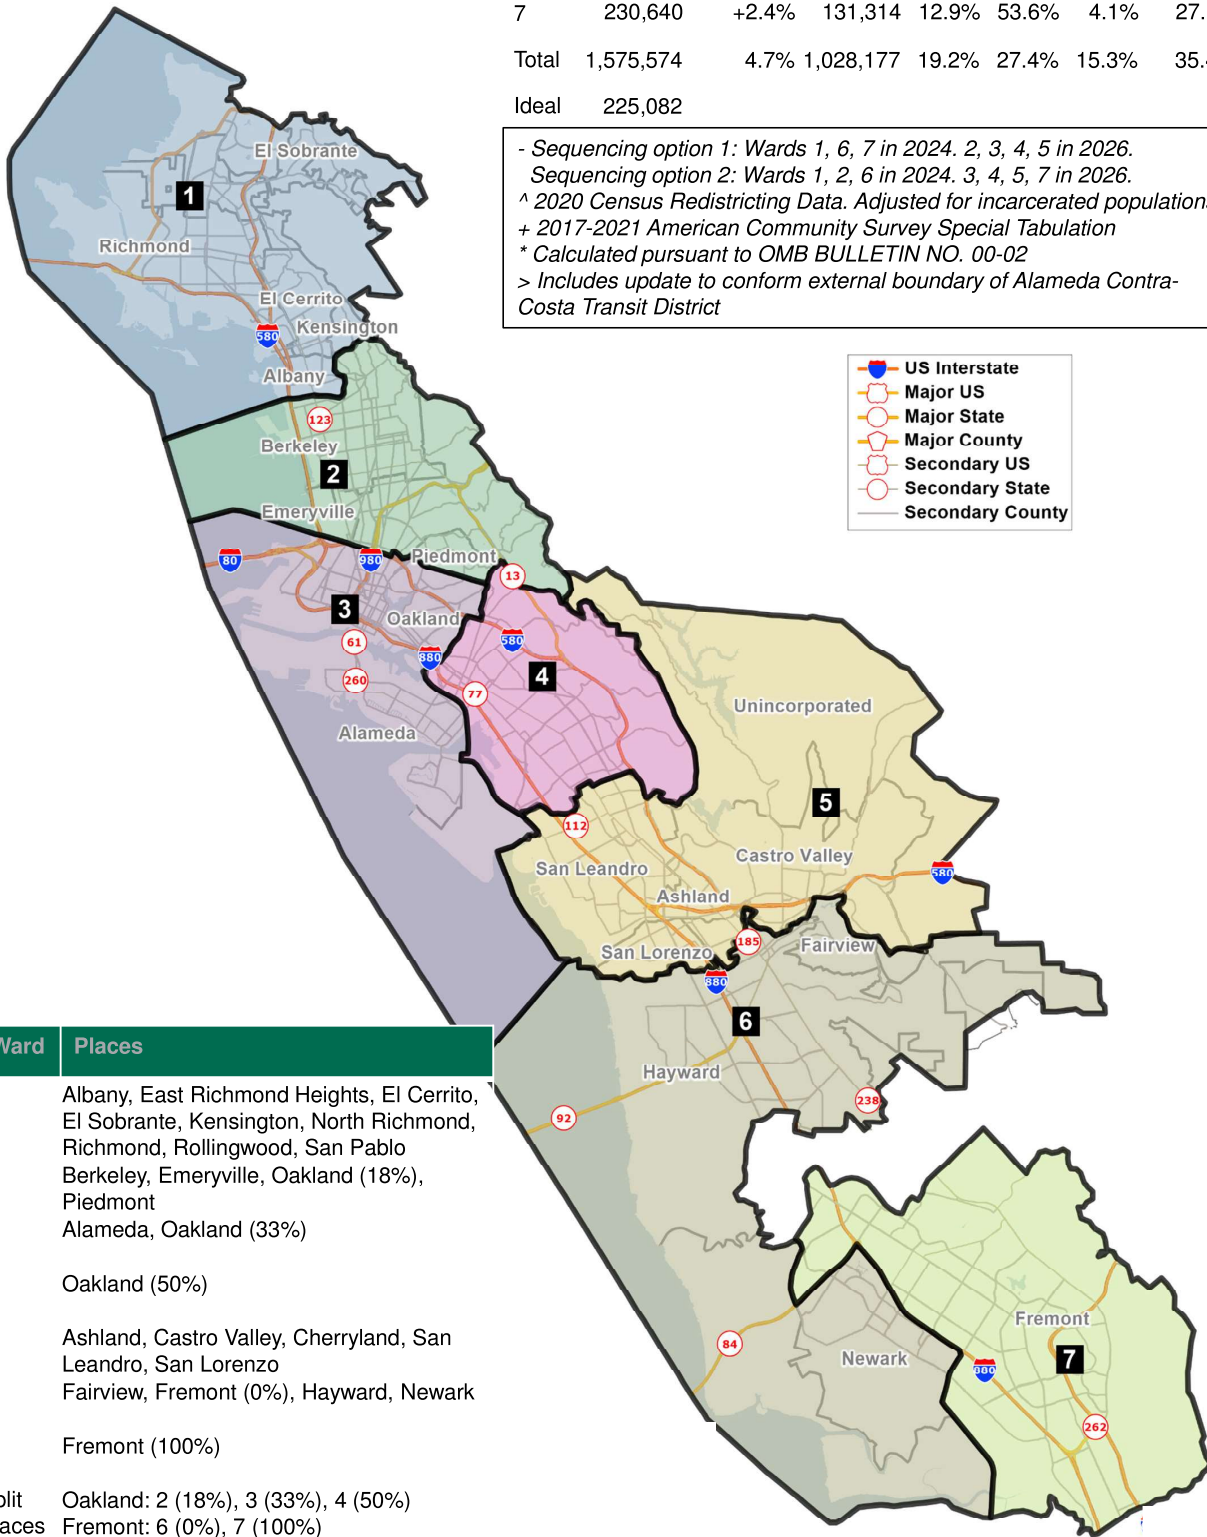 7 230,640 +2.4% 131,314 12.9% 53.6% 4.1% 27.
Total 1,575,574 4.7% 1,028,177 19.2% 27.4% 15.3% 35.
Ideal 225,082
- Sequencing option 1: Wards 1, 6, 7 in 2024. 2, 3, 4, 5 in 2026.
Sequencing option 2: Wards 1, 2, 6 in 2024. 3, 4, 5, 7 in 2026.
^ 2020 Census Redistricting Data. Adjusted for incarcerated populations
+ 2017-2021 American Community Survey Special Tabulation
* Calculated pursuant to OMB BULLETIN NO. 00-02
> Includes update to conform external boundary of Alameda Contra-
Costa Transit District
US Interstate
Major US
Major State
Major County
Secondary US
Secondary State
Secondary County
El Sobrante
1
Richmond
El Cerrito
Kensington
580
Albany
123
Berkeley
2
Emeryville
80
980
Piedmont
13
3
Oakland
61
580
880
4
260
77
Alameda
Unincorporated
5
112
San Leandro
Castro Valley
580
Ashland
185
Fairview
San Lorenzo
880
6
Hayward
92
238
Fremont
84
Newark
7
880
262
Ward Places
Albany, East Richmond Heights, El Cerrito,
El Sobrante, Kensington, North Richmond,
Richmond, Rollingwood, San Pablo
Berkeley, Emeryville, Oakland (18%),
Piedmont
Alameda, Oakland (33%)
Oakland (50%)
Ashland, Castro Valley, Cherryland, San
Leandro, San Lorenzo
Fairview, Fremont (0%), Hayward, Newark
Fremont (100%)
plit Oakland: 2 (18%), 3 (33%), 4 (50%)
aces Fremont: 6 (0%), 7 (100%)